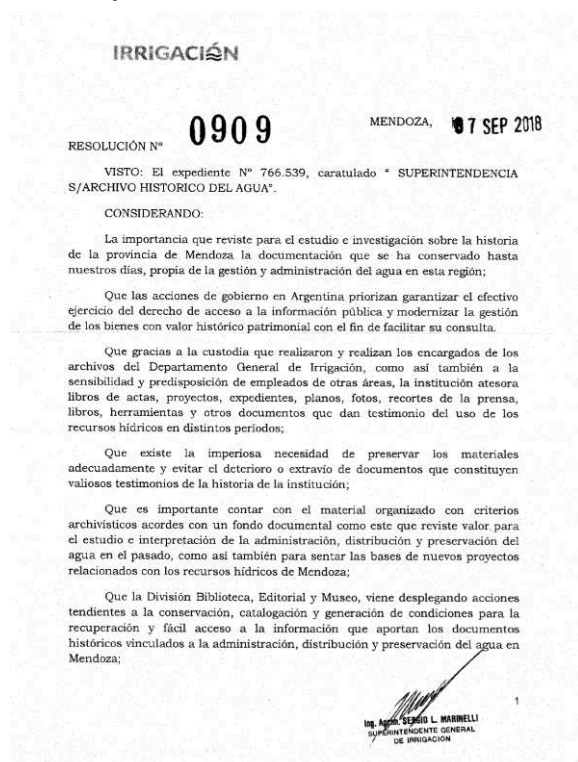 IRRIGACIÓN
MENDOZA, 07 SEP 2018
RESOLUCIÓN Nº 0909
VISTO: El expediente Nº 766.539, caratulado " SUPERINTENDENCIA
S/ARCHIVO HISTORICO DEL AGUA".
CONSIDERANDO:
La importancia que reviste para el estudio e investigación sobre la historia
de la provincia de Mendoza la documentación que se ha conservado hasta
nuestros días, propia de la gestión y administración del agua en esta región;
Que las acciones de gobierno en Argentina priorizan garantizar el efectivo
ejercicio del derecho de acceso a la información pública y modernizar la gestión
de los bienes con valor histórico patrimonial con el fin de facilitar su consulta.
Que gracias a la custodia que realizaron y realizan los encargados de los
archivos del Departamento General de Irrigación, como así también a la
sensibilidad y predisposición de empleados de otras áreas, la institución atesora
libros de actas, proyectos, expedientes, planos, fotos, recortes de la prensa,
libros, herramientas y otros documentos que dan testimonio del uso de los
recursos hídricos en distintos períodos;
Que existe la imperiosa necesidad de preservar los materiales
adecuadamente y evitar el deterioro o extravío de documentos que constituyen
valiosos testimonios de la historia de la institución;
Que es importante contar con el material organizado con criterios
archivísticos acordes con un fondo documental como este que reviste valor para
el estudio e interpretación de la administración, distribución y preservación del
agua en el pasado, como así también para sentar las bases de nuevos proyectos
relacionados con los recursos hídricos de Mendoza;
Que la División Biblioteca, Editorial y Museo, viene desplegando acciones
tendientes a la conservación, catalogación y generación de condiciones para la
recuperación y fácil acceso a la información que aportan los documentos
históricos vinculados a la administración, distribución y preservación del agua en
Mendoza;
1
Ing. Agrim. SERGIO L. MARINELLI
SUPERINTENDENTE GENERAL
DE IRRIGACION